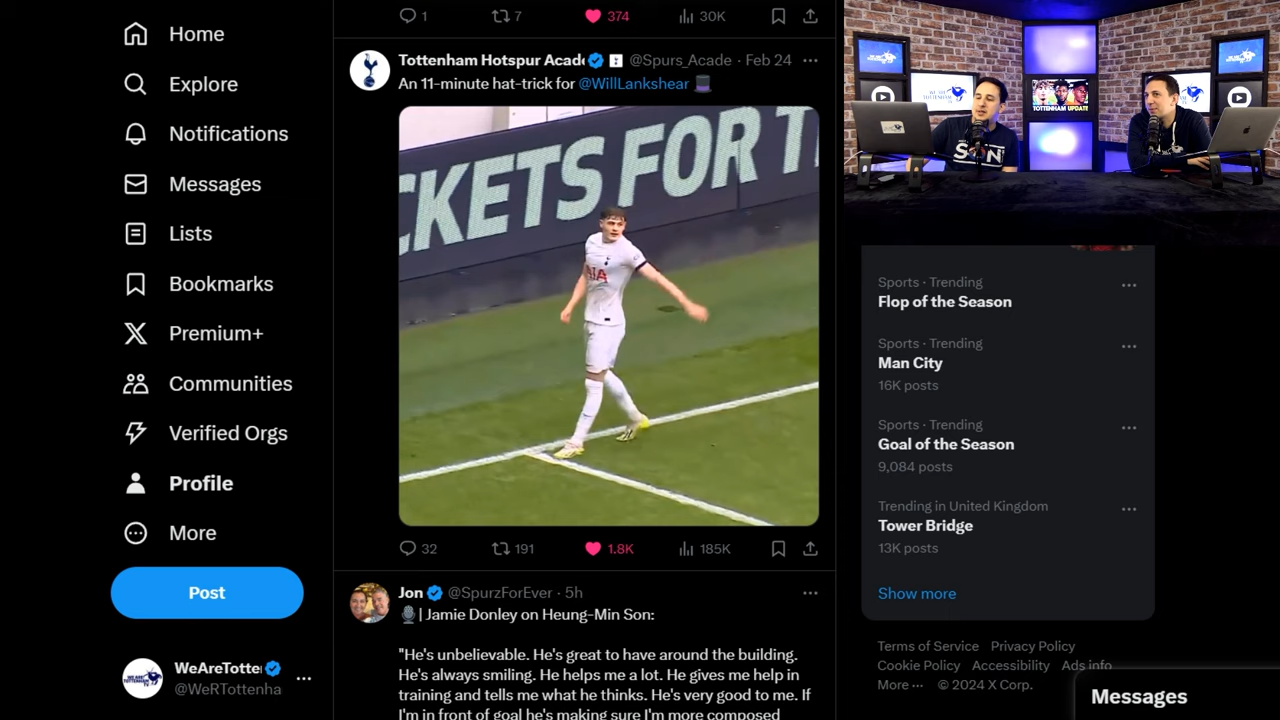 Home
Explore
Notifications
Messages
Lists
Bookmarks
Premium+
Communities
Verified Orgs
Profile
More
Post
WeAreTotte
@WeRTottenha
1
7
374
30K
Tottenham Hotspur Acade @Spurs_Acade · Feb 24
An 11-minute hat-trick for @WillLankshear
CKETS FOR T
AIA
32
191
1.8K
185K
Jon @SpurzForEver · 5h
| Jamie Donley on Heung-Min Son:
"He's unbelievable. He's great to have around the building.
He's always smiling. He helps me a lot. He gives me help in
training and tells me what he thinks. He's very good to me. If
I'm in front of goal he's making sure I'm more composed
SON
TOTTENHAM UPDATE
Sports · Trending
Flop of the Season
Sports · Trending
Man City
16K posts
Sports · Trending
Goal of the Season
9,084 posts
Trending in United Kingdom
Tower Bridge
13K posts
Show more
Terms of Service Privacy Policy
Cookie Policy Accessibility Ads info
More ··· © 2024 X Corp.
Messages